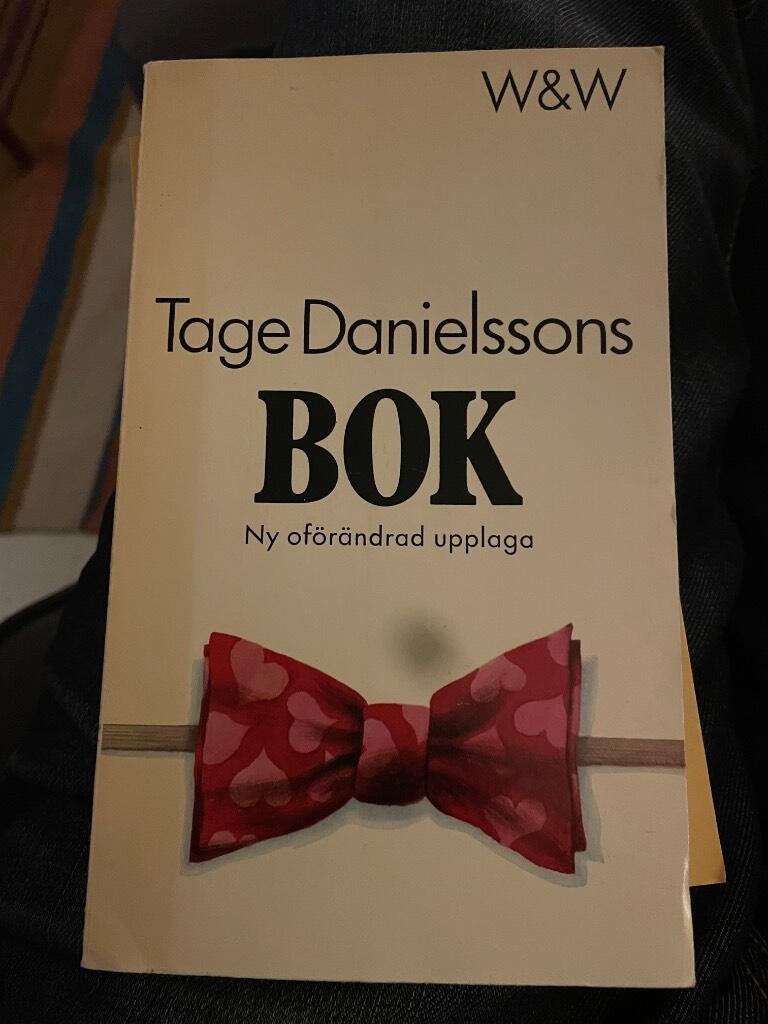 W&W
Tage Danielssons
BOK
Ny oförändrad upplaga